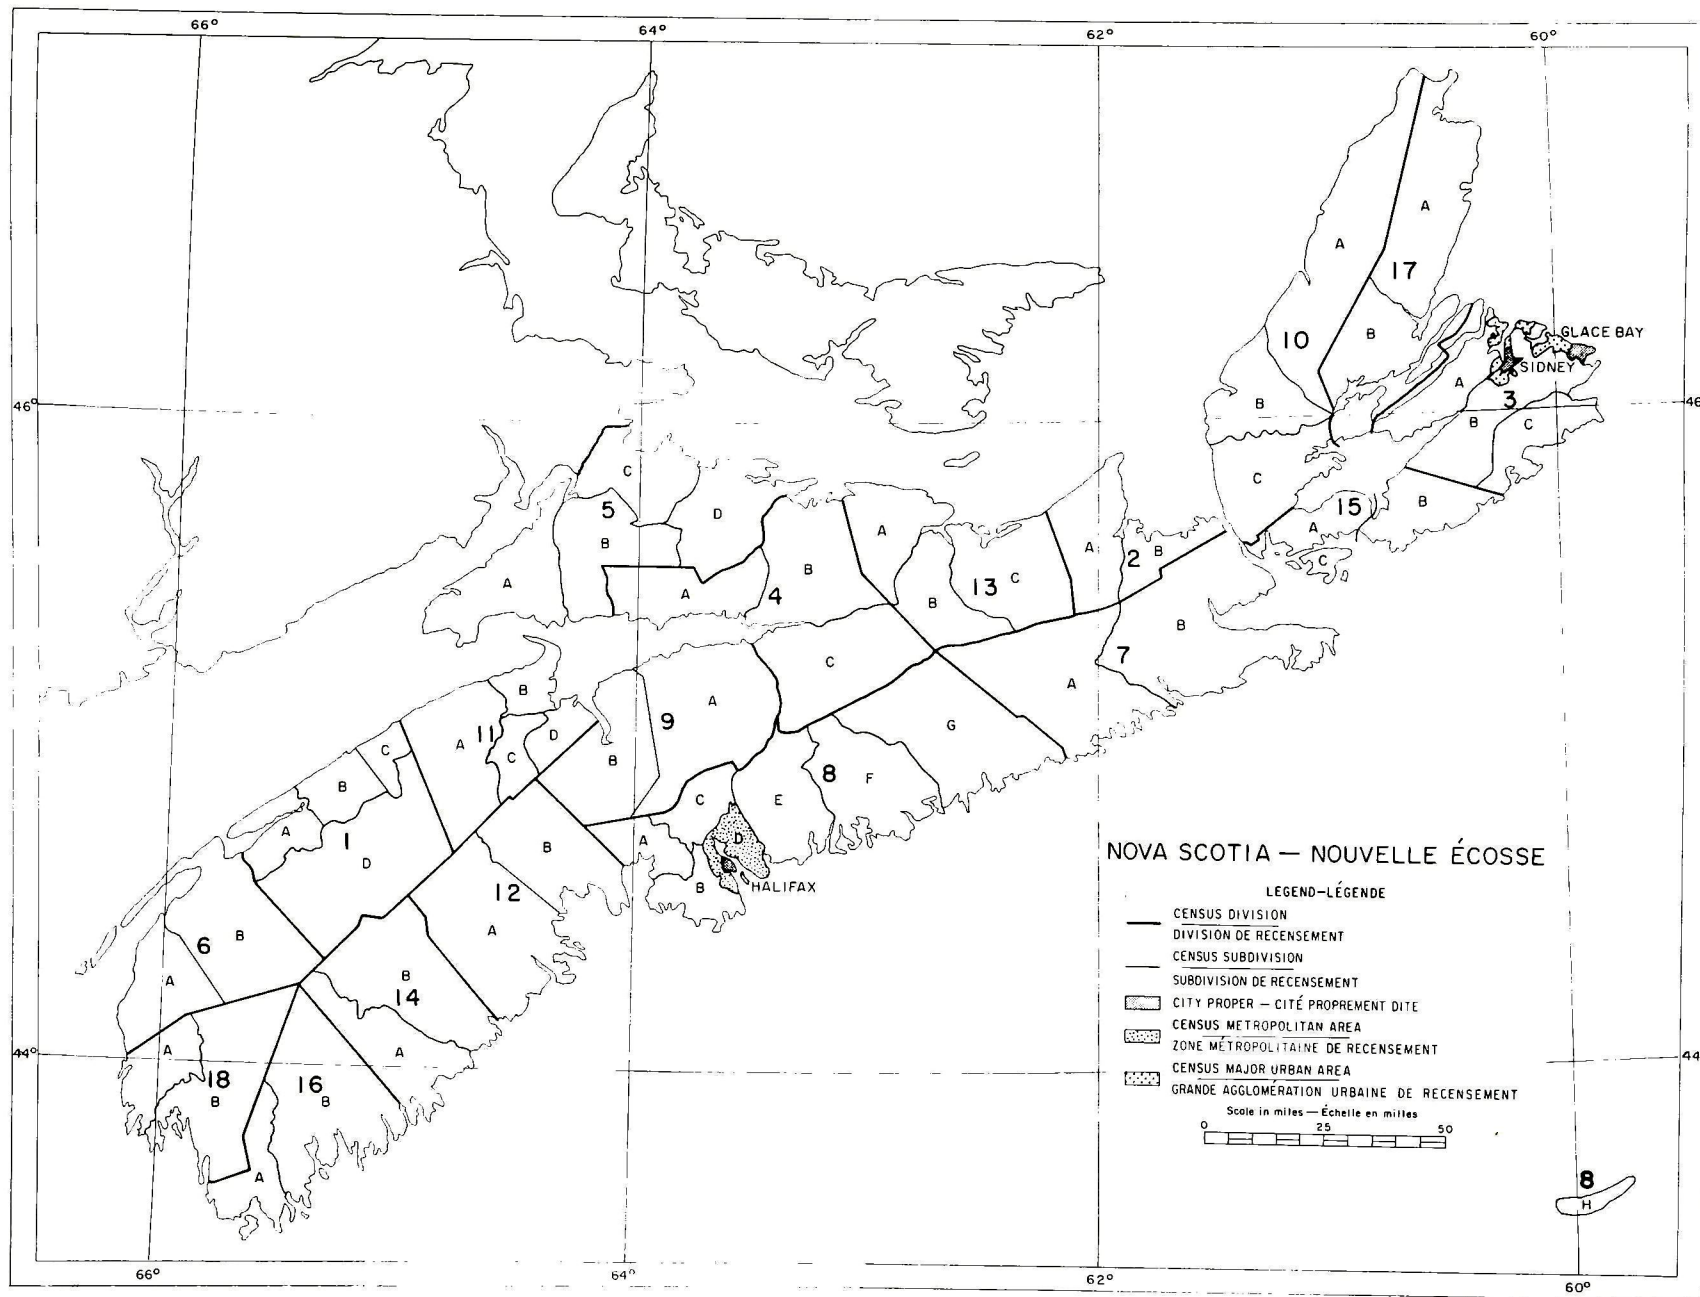 66°
64°
62°
60°
A
A
17
B
10
GLACE BAY
SIDNEY
A
3
46°
46
B
B
C
C
C
5
D
B
15
B
A
C
A
B
A
4
A
B
A
B
2
13
C
B
B
7
C
A
B
A
9
G
A
11
D
C
B
C
B
8
F
E
C
A
D
B
HALIFAX
A
1
D
B
12
A
6
B
A
B
14
A
44°
44
A
18
B
16
B
A
NOVA SCOTIA — NOUVELLE ÉCOSSE
LEGEND-LÉGENDE
CENSUS DIVISION
DIVISION DE RECENSEMENT
CENSUS SUBDIVISION
SUBDIVISION DE RECENSEMENT
CITY PROPER — CITÉ PROPREMENT DITE
CENSUS METROPOLITAN AREA
ZONE MÉTROPOLITAINE DE RECENSEMENT
CENSUS MAJOR URBAN AREA
GRANDE AGGLOMÉRATION URBAINE DE RECENSEMENT
Scale in miles — Échelle en milles
0 25 50
8
H
66°
64°
62°
60°